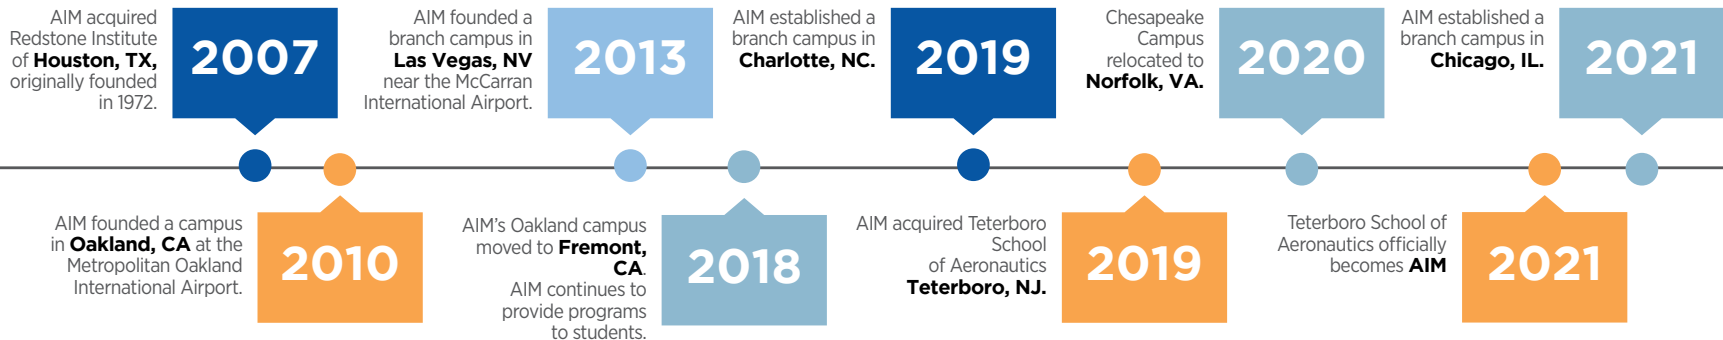 AIM acquired
Redstone Institute
of Houston, TX,
originally founded
in 1972.
2007
AIM founded a
branch campus in
Las Vegas, NV
near the McCarran
International Airport.
2013
AIM established a
branch campus in
Charlotte, NC.
2019
Chesapeake
Campus
relocated to
Norfolk, VA.
2020
AIM established a
branch campus in
Chicago, IL.
2021
AIM founded a campus
in Oakland, CA at the
Metropolitan Oakland
International Airport.
2010
AIM's Oakland campus
moved to Fremont,
CA.
AIM continues to
provide programs
to students.
2018
AIM acquired Teterboro
School
of Aeronautics
Teterboro, NJ.
2019
Teterboro School of
Aeronautics officially
becomes AIM
2021